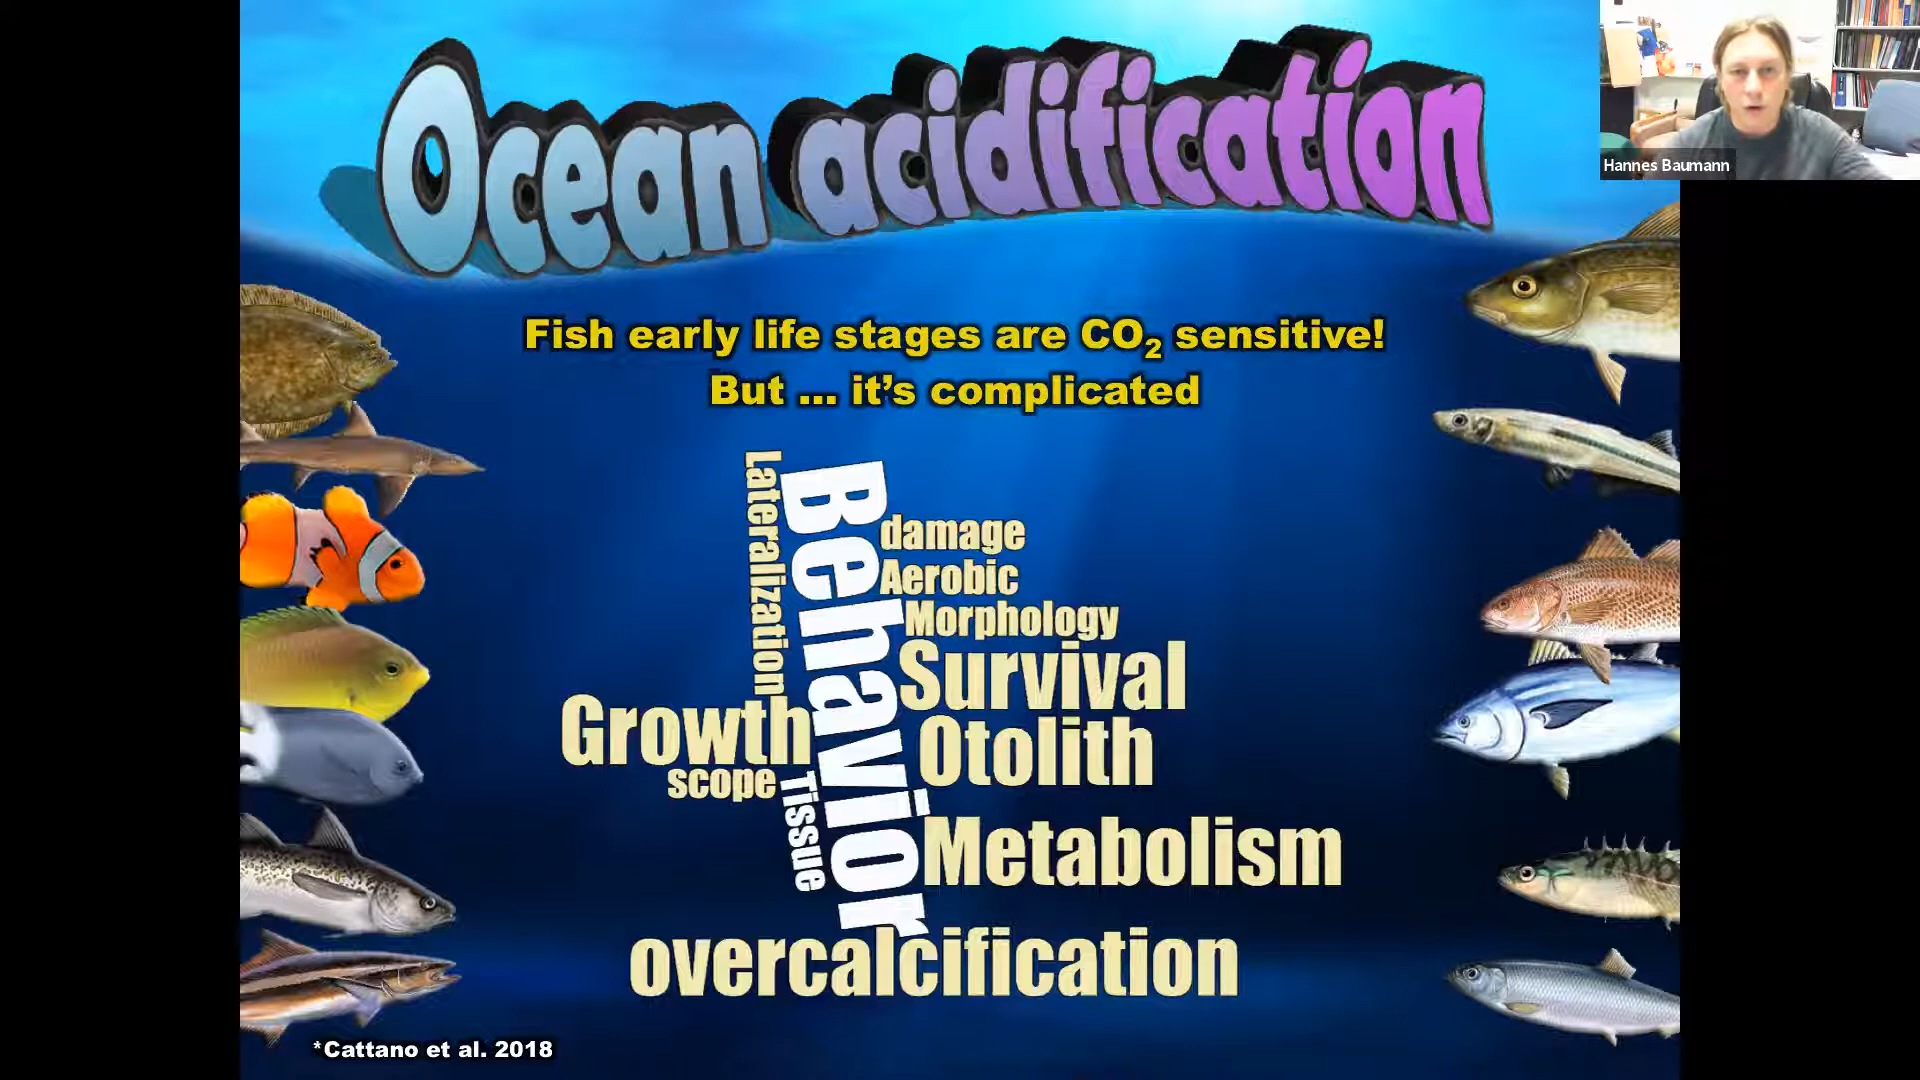 Ocean acidification
Hannes Baumann
Fish early life stages are CO₂ sensitive!
But ... it's complicated
Lateralization
Behavior
damage
Aerobic
Morphology
Survival
Growth
Otolith
scope
Tissue
Metabolism
overcalcification
*Cattano et al. 2018